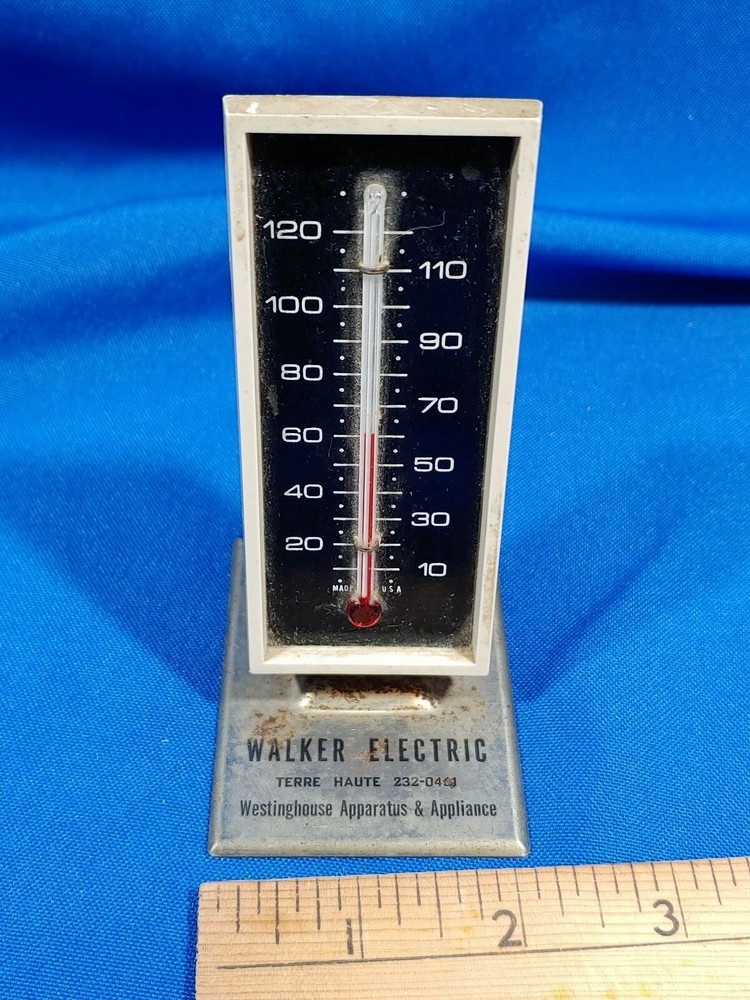 120
110
100
90
80
70
60
50
40
30
20
10
USA
WALKER ELECTRIC
TERRE HAUTE
Westinghouse Apparatus & Appliance
1 2 3